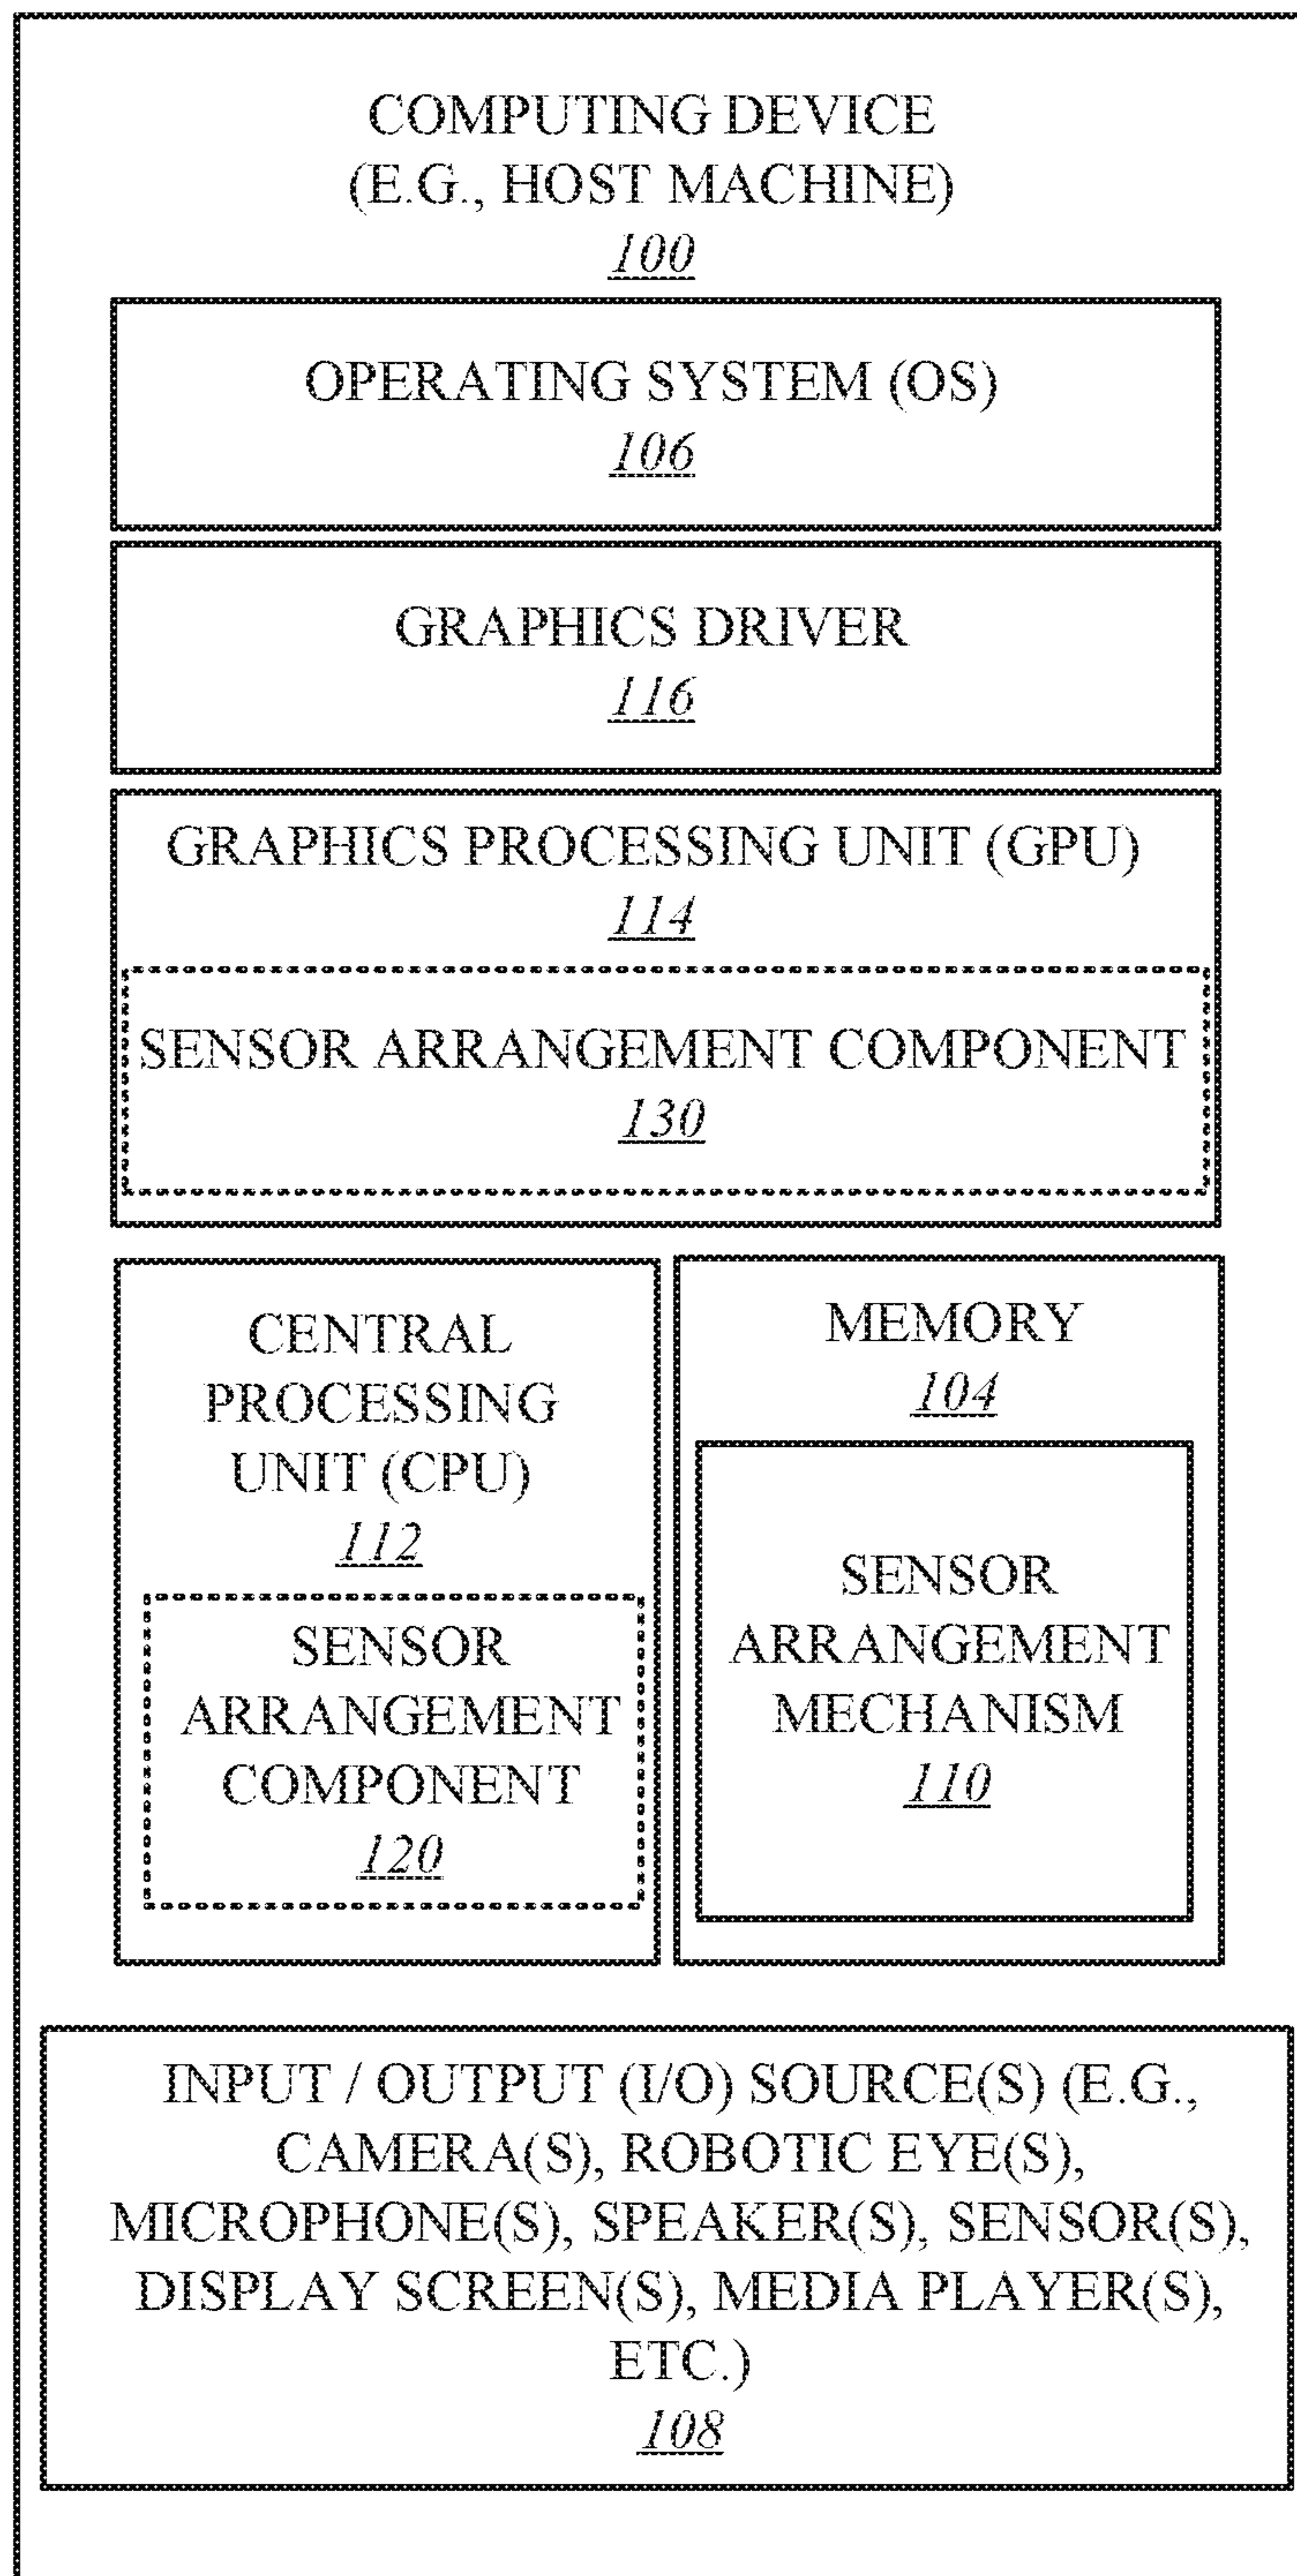 COMPUTING DEVICE
(E.G., HOST MACHINE)
100
OPERATING SYSTEM (OS)
106
GRAPHICS DRIVER
116
GRAPHICS PROCESSING UNIT (GPU)
114
SENSOR ARRANGEMENT COMPONENT
130
CENTRAL
PROCESSING
UNIT (CPU)
112
SENSOR
ARRANGEMENT
COMPONENT
120
MEMORY
104
SENSOR
ARRANGEMENT
MECHANISM
110
INPUT / OUTPUT (I/O) SOURCE(S) (E.G.,
CAMERA(S), ROBOTIC EYE(S),
MICROPHONE(S), SPEAKER(S), SENSOR(S),
DISPLAY SCREEN(S), MEDIA PLAYER(S),
ETC.)
108